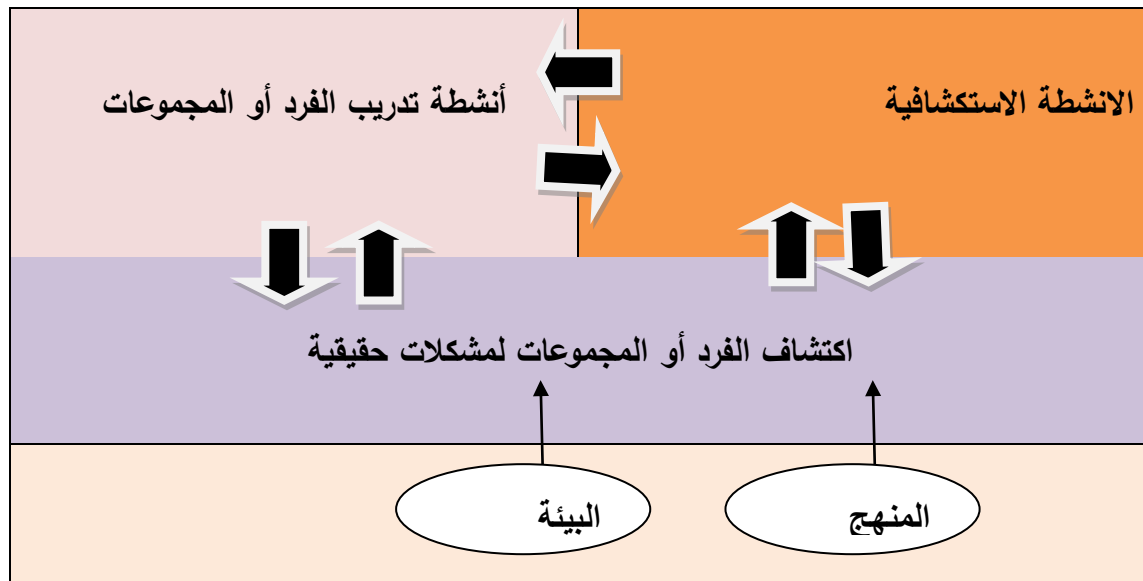 الانشطة الاستكشافية
أنشطة تدريب الفرد أو المجموعات
اكتشاف الفرد أو المجموعات لمشكلات حقيقية
المنهج
البيئة